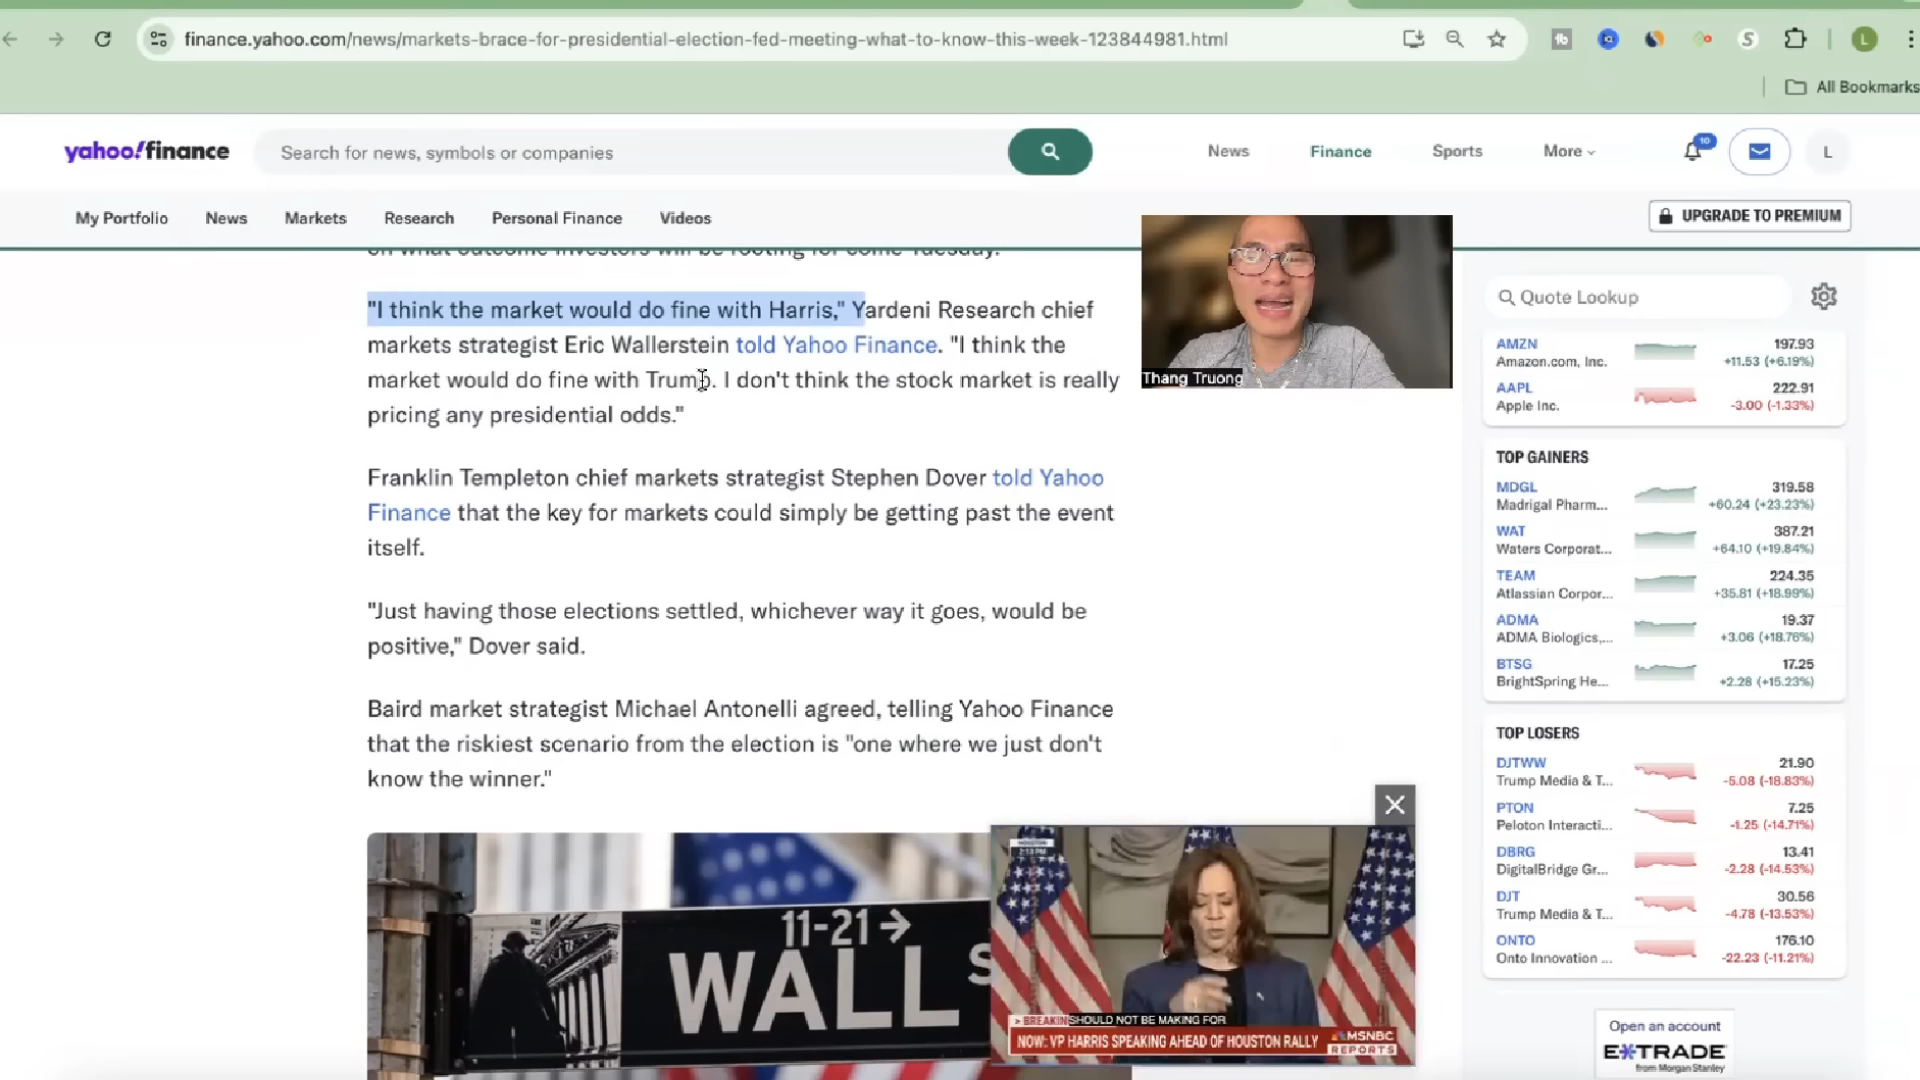 finance.yahoo.com/news/markets-brace-for-presidential-election-fed-meeting-what-to-know-this-week-123844981.html
L
All Bookmarks
yahoo!finance
Search for news, symbols or companies
News
Finance
Sports
More
10
L
My Portfolio
News
Markets
Research
Personal Finance
Videos
UPGRADE TO PREMIUM
on what outcome investors will be rooting for come Tuesday.
"I think the market would do fine with Harris," Yardeni Research chief
markets strategist Eric Wallerstein told Yahoo Finance. "I think the
market would do fine with Trump. I don't think the stock market is really
pricing any presidential odds."
Franklin Templeton chief markets strategist Stephen Dover told Yahoo
Finance that the key for markets could simply be getting past the event
itself.
"Just having those elections settled, whichever way it goes, would be
positive," Dover said.
Baird market strategist Michael Antonelli agreed, telling Yahoo Finance
that the riskiest scenario from the election is "one where we just don't
know the winner."
11-21
WALL S
Thang Truong
HOUSTON
SHOULD NOT BE MAKING FOR
NOW: VP HARRIS SPEAKING AHEAD OF HOUSTON RALLY
MSNBC
REPORTS
Quote Lookup
AMZN 197.93
Amazon.com, Inc. +11.53 (+6.19%)
AAPL 222.91
Apple Inc. -3.00 (-1.33%)
TOP GAINERS
MDGL 319.58
Madrigal Pharm... +60.24 (+23.23%)
WAT 387.21
Waters Corporat... +64.10 (+19.84%)
TEAM 224.35
Atlassian Corpor... +35.81 (+18.99%)
ADMA 19.37
ADMA Biologics,... +3.06 (+18.76%)
BTSG 17.25
BrightSpring He... +2.28 (+15.23%)
TOP LOSERS
DJTWW 21.90
Trump Media & T... -5.08 (-18.83%)
PTON 7.25
Peloton Interacti... -1.25 (-14.71%)
DBRG 13.41
DigitalBridge Gr... -2.28 (-14.53%)
DJT 30.56
Trump Media & T... -4.78 (-13.53%)
ONTO 176.10
Onto Innovation ... -22.23 (-11.21%)
Open an account
E*TRADE
from Morgan Stanley